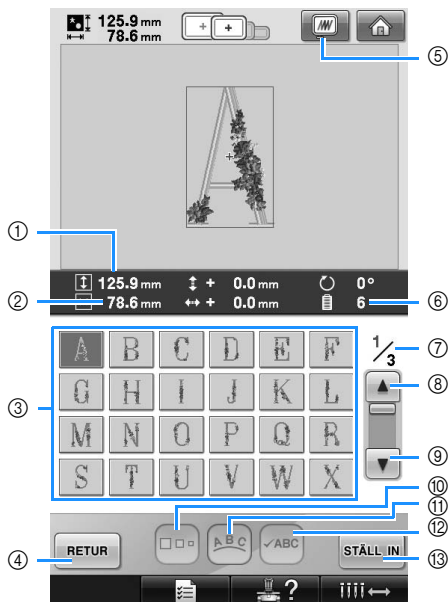 125.9 mm
78.6 mm
⑤
①
125.9 mm + 0.0 mm 0°
② 78.6 mm + 0.0 mm 6 ⑥
A B C D E F 1/3 ⑦
⑧
③ G H I J K L
M N O P Q R ⑨
S T U V W X ⑩
⑪
A B C ✓ABC ⑫
④ RETUR STÄLL IN ⑬
?